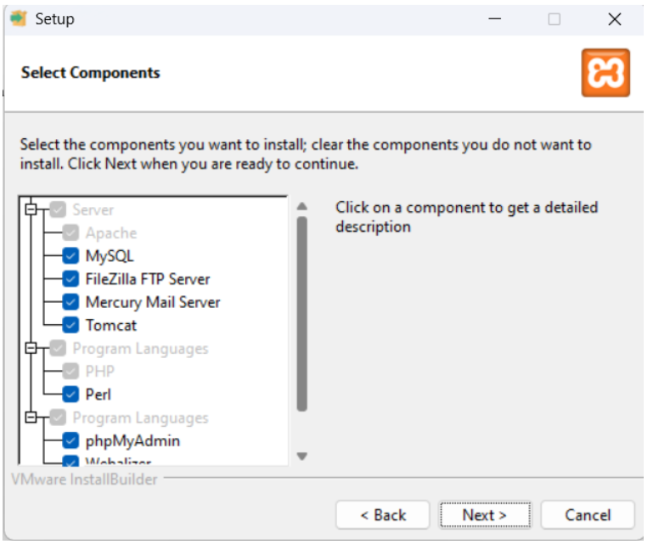 Setup
Select Components
Select the components you want to install; clear the components you do not want to
install. Click Next when you are ready to continue.
Server
Apache
MySQL
FileZilla FTP Server
Mercury Mail Server
Tomcat
Program Languages
PHP
Perl
Program Languages
phpMyAdmin
Webalizer
Click on a component to get a detailed
description
VMware InstallBuilder
< Back
Next >
Cancel